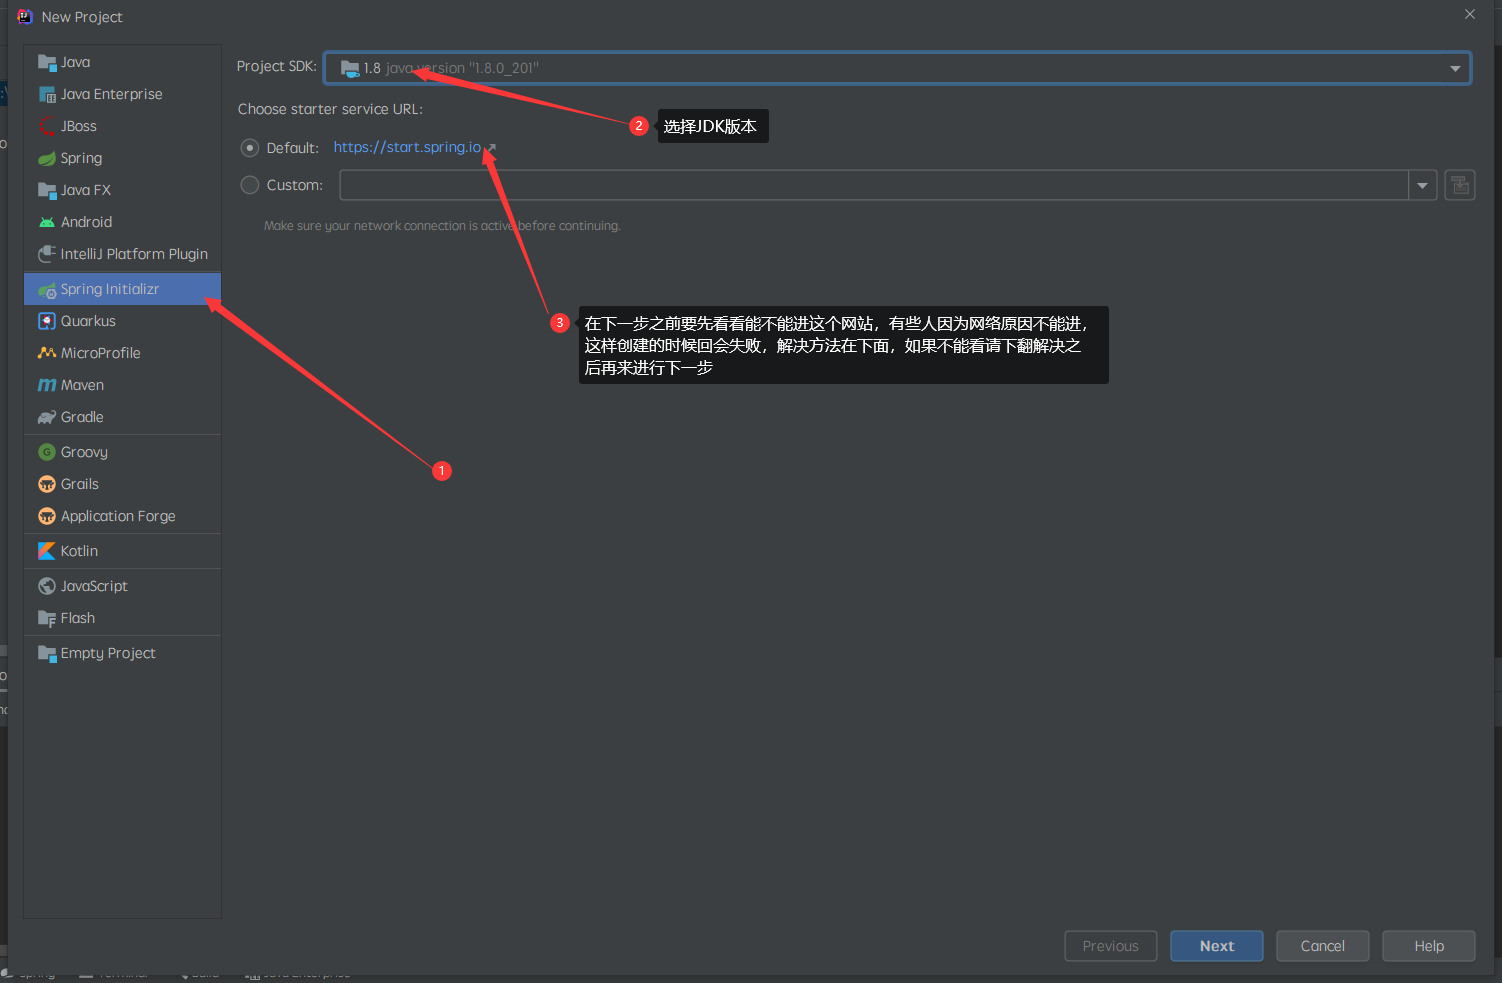 New Project
Java
Java Enterprise
JBoss
Spring
Java FX
Android
IntelliJ Platform Plugin
Spring Initializr
Quarkus
MicroProfile
Maven
Gradle
Groovy
Grails
Application Forge
Kotlin
JavaScript
Flash
Empty Project
Project SDK: 1.8 java version "1.8.0_201"
Choose starter service URL:
2 选择JDK版本
Default: https://start.spring.io
Custom:
Make sure your network connection is active before continuing.
3 在下一步之前要先看看能不能进这个网站，有些人因为网络原因不能进，
这样创建的时候回会失败，解决方法在下面，如果不能看请下翻解决之
后再来进行下一步
1
Previous Next Cancel Help